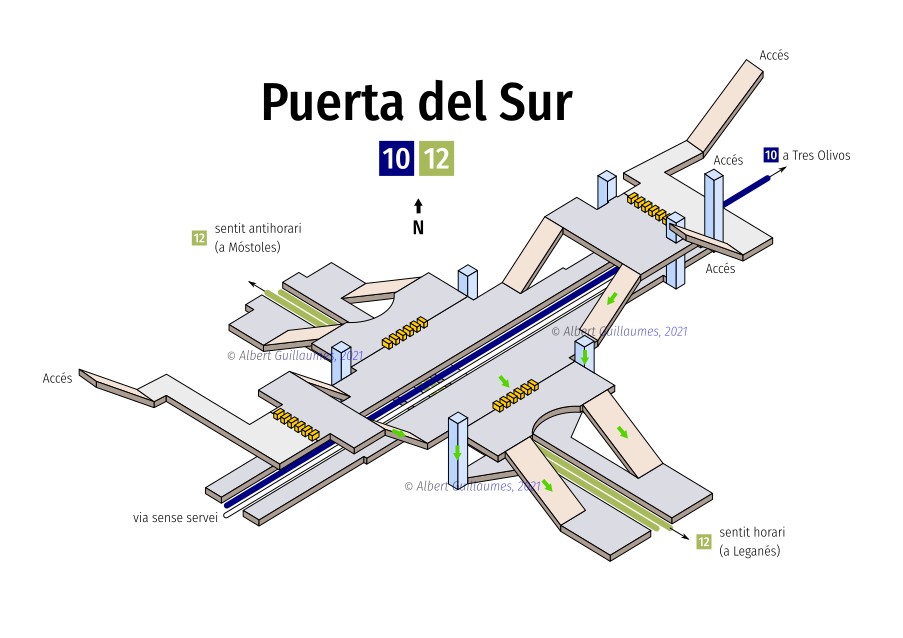 Accés
Puerta del Sur
10 12
N
Accés
10 a Tres Olivos
12 sentit antihorari
(a Móstoles)
Accés
© Albert Guillaumes, 2021
© Albert Guillaumes, 2021
Accés
© Albert Guillaumes, 2021
via sense servei
12 sentit horari
(a Leganés)